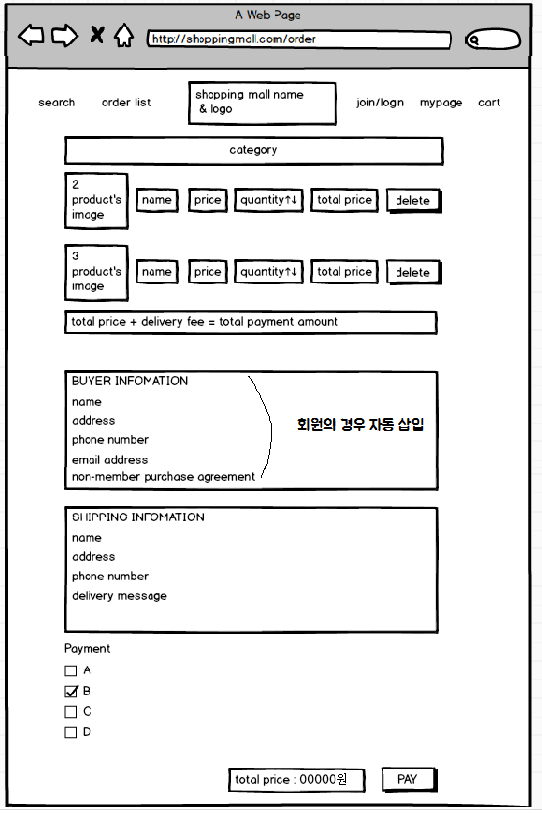 A Web Page
http://shoppingmall.com/order
search order list shopping mall name & logo join/login mypage cart
category
2 product's image name price quantity↑↓ total price delete
3 product's image name price quantity↑↓ total price delete
total price + delivery fee = total payment amount
BUYER INFOMATION
name
address
phone number
email address
non-member purchase agreement
회원의 경우 자동 삽입
SHIPPING INFOMATION
name
address
phone number
delivery message
Payment
A
B
C
D
total price : 00000원 PAY